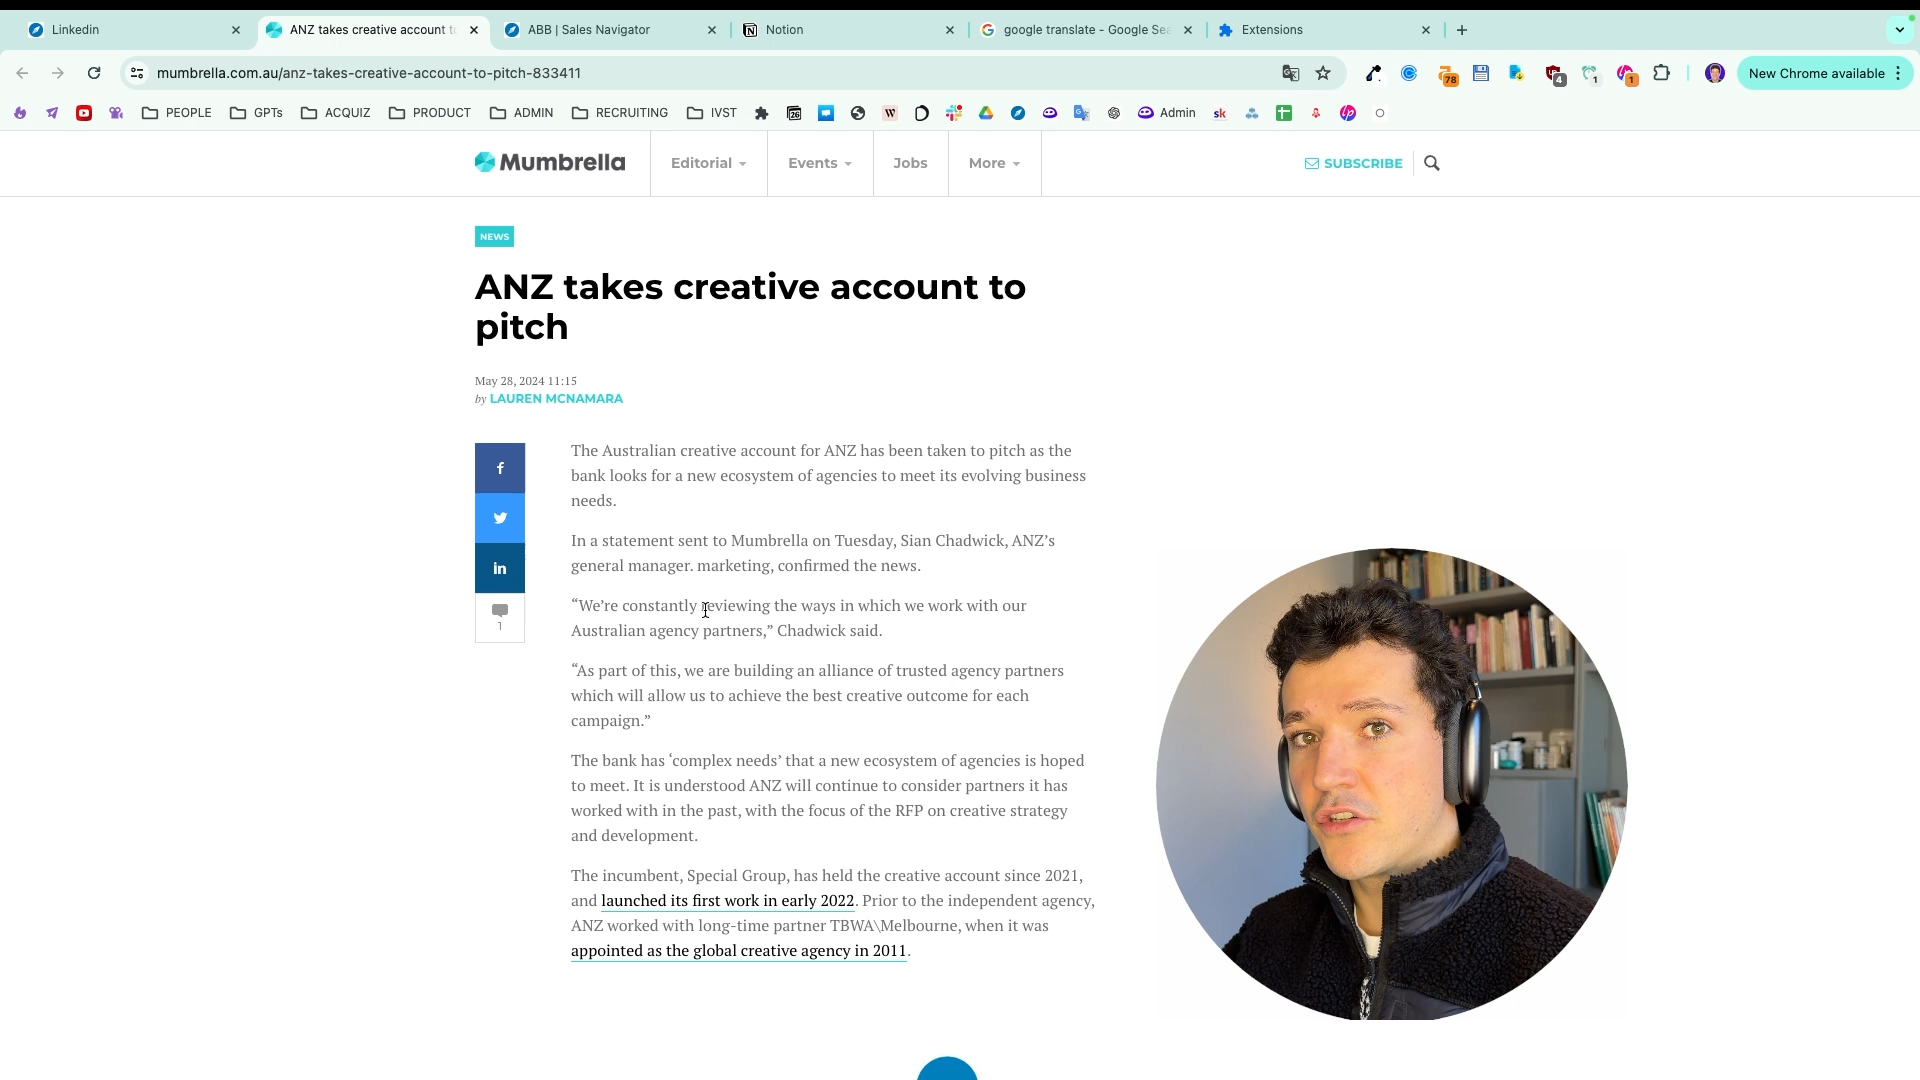 Linkedin
ANZ takes creative account to
ABB | Sales Navigator
Notion
google translate - Google Sea
Extensions
mumbrella.com.au/anz-takes-creative-account-to-pitch-833411
78
4
1
1
New Chrome available
PEOPLE
GPTs
ACQUIZ
PRODUCT
ADMIN
RECRUITING
IVST
26
W
Admin
sk
Mumbrella
Editorial
Events
Jobs
More
SUBSCRIBE
NEWS
ANZ takes creative account to
pitch
May 28, 2024 11:15
by LAUREN MCNAMARA
f
in
1
The Australian creative account for ANZ has been taken to pitch as the
bank looks for a new ecosystem of agencies to meet its evolving business
needs.
In a statement sent to Mumbrella on Tuesday, Sian Chadwick, ANZ’s
general manager. marketing, confirmed the news.
“We’re constantly reviewing the ways in which we work with our
Australian agency partners,” Chadwick said.
“As part of this, we are building an alliance of trusted agency partners
which will allow us to achieve the best creative outcome for each
campaign.”
The bank has ‘complex needs’ that a new ecosystem of agencies is hoped
to meet. It is understood ANZ will continue to consider partners it has
worked with in the past, with the focus of the RFP on creative strategy
and development.
The incumbent, Special Group, has held the creative account since 2021,
and launched its first work in early 2022. Prior to the independent agency,
ANZ worked with long-time partner TBWA\Melbourne, when it was
appointed as the global creative agency in 2011.